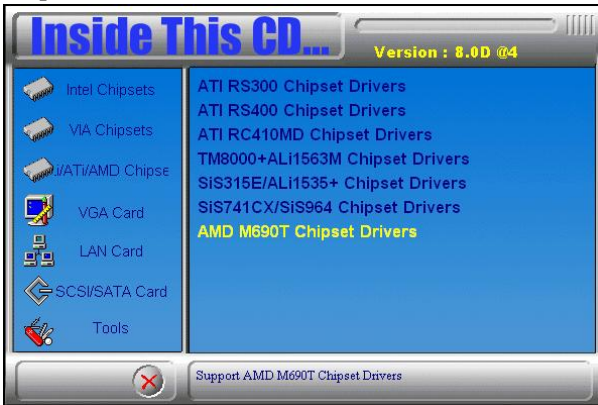 Inside This CD...
Version : 8.0D @4
Intel Chipsets
VIA Chipsets
.i/ATi/AMD Chipse
VGA Card
LAN Card
SCSI/SATA Card
Tools
ATI RS300 Chipset Drivers
ATI RS400 Chipset Drivers
ATI RC410MD Chipset Drivers
TM8000+ALi1563M Chipset Drivers
SiS315E/ALi1535+ Chipset Drivers
SiS741CX/SiS964 Chipset Drivers
AMD M690T Chipset Drivers
Support AMD M690T Chipset Drivers